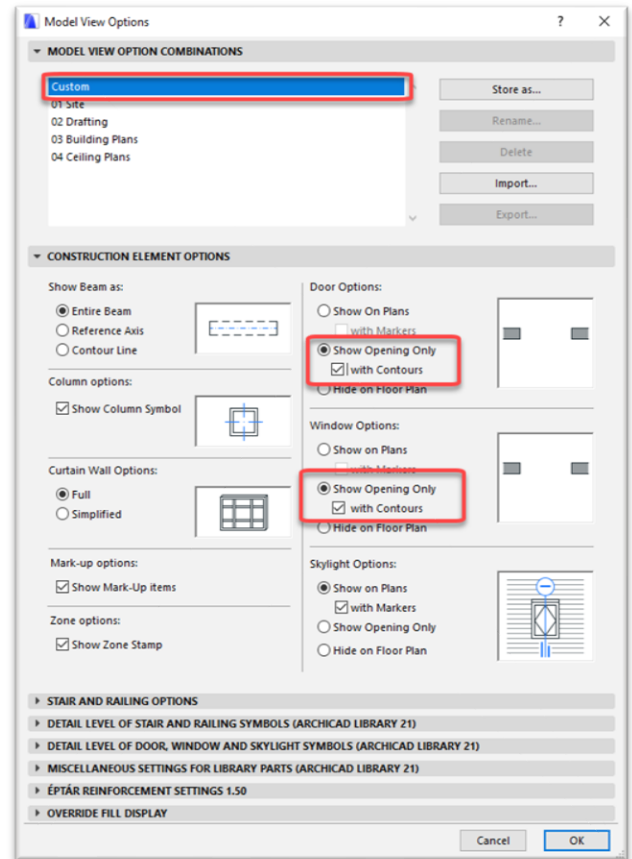 Model View Options
MODEL VIEW OPTION COMBINATIONS
Custom
01 Site
02 Drafting
03 Building Plans
04 Ceiling Plans
Store as...
Rename...
Delete
Import...
Export...
CONSTRUCTION ELEMENT OPTIONS
Show Beam as:
Entire Beam
Reference Axis
Contour Line
Column options:
Show Column Symbol
Curtain Wall Options:
Full
Simplified
Mark-up options:
Show Mark-Up items
Zone options:
Show Zone Stamp
Door Options:
Show On Plans
with Markers
Show Opening Only
with Contours
Hide on Floor Plan
Window Options:
Show on Plans
with Markers
Show Opening Only
with Contours
Hide on Floor Plan
Skylight Options:
Show on Plans
with Markers
Show Opening Only
Hide on Floor Plan
STAIR AND RAILING OPTIONS
DETAIL LEVEL OF STAIR AND RAILING SYMBOLS (ARCHICAD LIBRARY 21)
DETAIL LEVEL OF DOOR, WINDOW AND SKYLIGHT SYMBOLS (ARCHICAD LIBRARY 21)
MISCELLANEOUS SETTINGS FOR LIBRARY PARTS (ARCHICAD LIBRARY 21)
ÉPTÁR REINFORCEMENT SETTINGS 1.50
OVERRIDE FILL DISPLAY
Cancel
OK